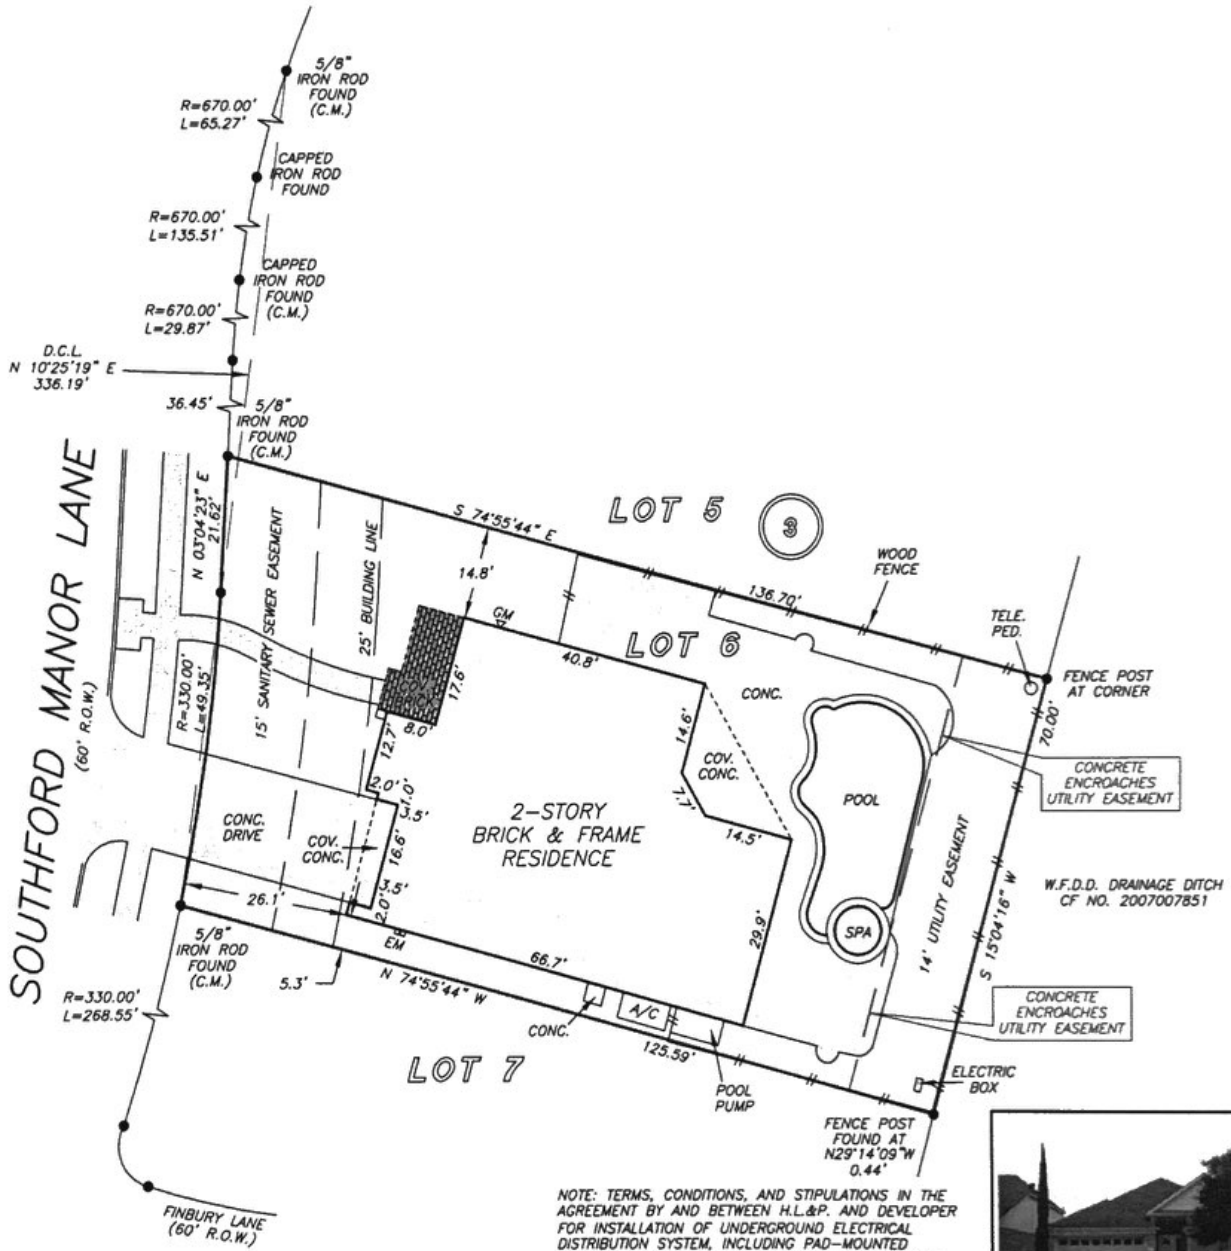 5/8"
IRON ROD
FOUND
(C.M.)
R=670.00'
L=65.27'
CAPPED
IRON ROD
FOUND
R=670.00'
L=135.51'
CAPPED
IRON ROD
FOUND
(C.M.)
R=670.00'
L=29.87'
D.C.L.
N 10°25'19" E
336.19'
36.45'
5/8"
IRON ROD
FOUND
(C.M.)
SOUTHFORD MANOR LANE
(60' R.O.W.)
N 03°04'23" E
21.62'
R=330.00'
L=49.35'
15' SANITARY SEWER EASEMENT
25' BUILDING LINE
S 74°55'44" E
136.70'
LOT 5
3
WOOD
FENCE
14.8'
GM
40.8'
LOT 6
TELE.
PED.
FENCE POST
AT CORNER
70.00'
CONC.
17.6'
8.0'
12.7'
14.6'
COV.
CONC.
7.7'
14.5'
POOL
CONCRETE
ENCROACHES
UTILITY EASEMENT
2.0'
1.0'
3.5'
2-STORY
BRICK & FRAME
RESIDENCE
CONC.
DRIVE
COV.
CONC.
16.6'
3.5'
2.0'
26.1'
EM
66.7'
29.9'
SPA
14' UTILITY EASEMENT
S 15°04'16" W
W.F.D.D. DRAINAGE DITCH
CF NO. 2007007851
5/8"
IRON ROD
FOUND
(C.M.)
5.3'
N 74°55'44" W
125.59'
CONC.
A/C
POOL
PUMP
CONCRETE
ENCROACHES
UTILITY EASEMENT
R=330.00'
L=268.55'
LOT 7
ELECTRIC
BOX
FENCE POST
FOUND AT
N29°14'09"W
0.44'
FINBURY LANE
(60' R.O.W.)
NOTE: TERMS, CONDITIONS, AND STIPULATIONS IN THE
AGREEMENT BY AND BETWEEN H.L.&P. AND DEVELOPER
FOR INSTALLATION OF UNDERGROUND ELECTRICAL
DISTRIBUTION SYSTEM, INCLUDING PAD-MOUNTED